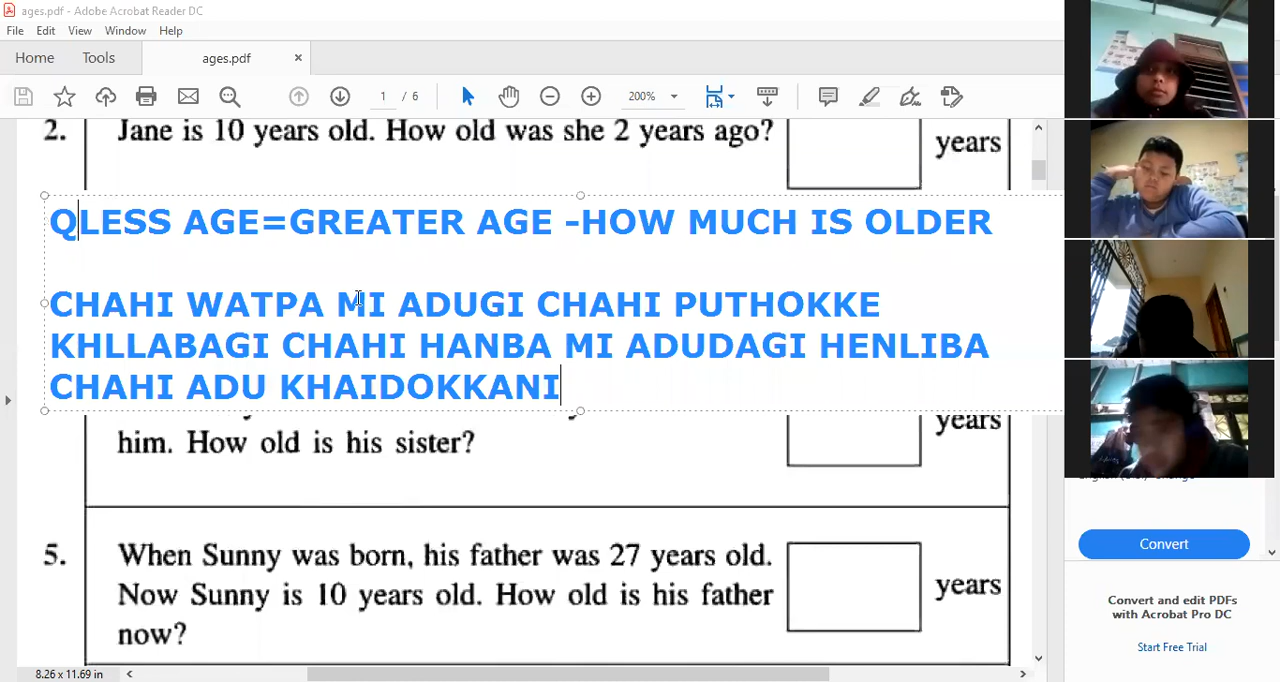 ages.pdf - Adobe Acrobat Reader DC
File Edit View Window Help
Home Tools ages.pdf ×
1 / 6 200%
2. Jane is 10 years old. How old was she 2 years ago? years
QLESS AGE=GREATER AGE -HOW MUCH IS OLDER
CHAHI WATPA MI ADUGI CHAHI PUTHOKKE
KHLLABAGI CHAHI HANBA MI ADUDAGI HENLIBA
CHAHI ADU KHAIDOKKANI
years
him. How old is his sister?
5. When Sunny was born, his father was 27 years old.
Now Sunny is 10 years old. How old is his father years
now?
Convert
Convert and edit PDFs
with Acrobat Pro DC
Start Free Trial
8.26 x 11.69 in